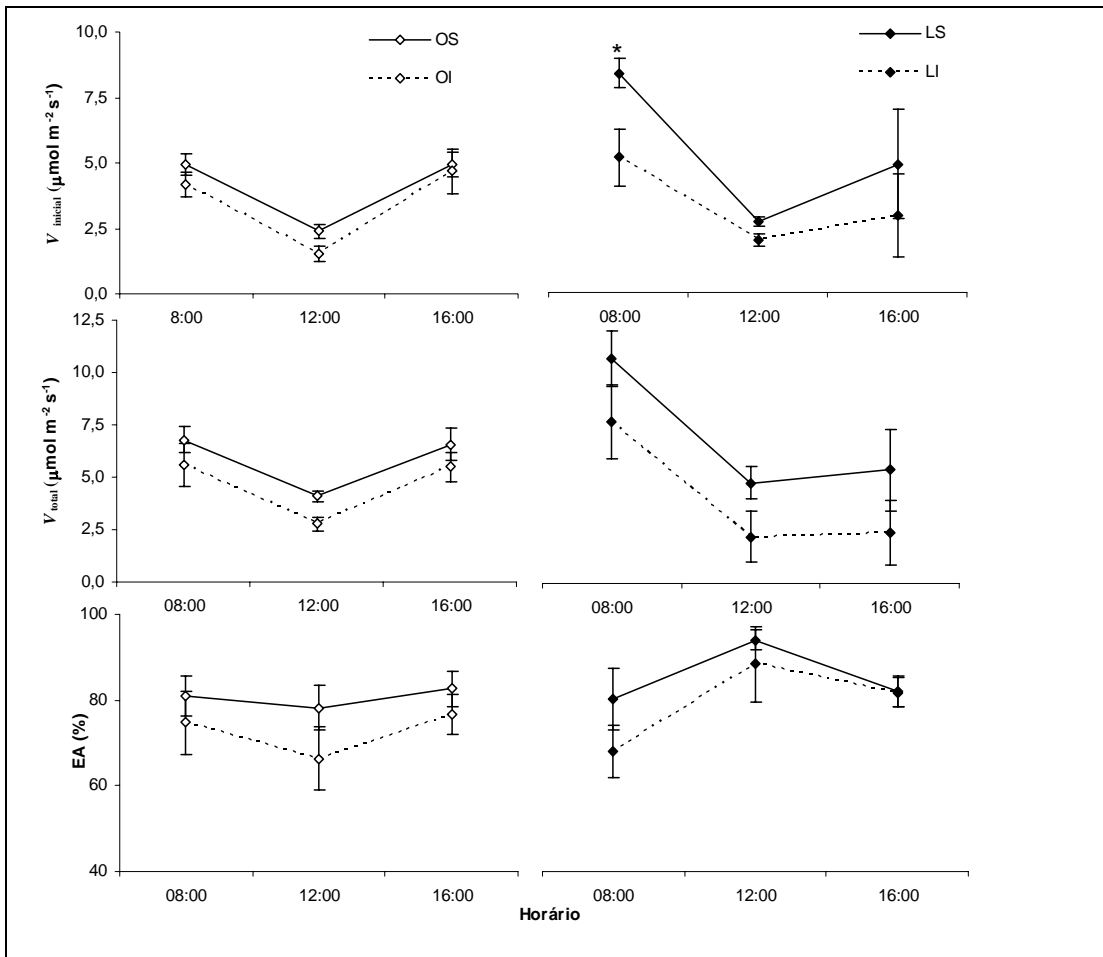 10,0
7,5
5,0
2,5
0,0
V inicial (μmol m⁻² s⁻¹)
OS
OI
8:00 12:00 16:00
*
LS
LI
08:00 12:00 16:00
12,5
10,0
7,5
5,0
2,5
0,0
V total (μmol m⁻² s⁻¹)
08:00 12:00 16:00
08:00 12:00 16:00
100
80
60
40
EA (%)
08:00 12:00 16:00
08:00 12:00 16:00
Horário